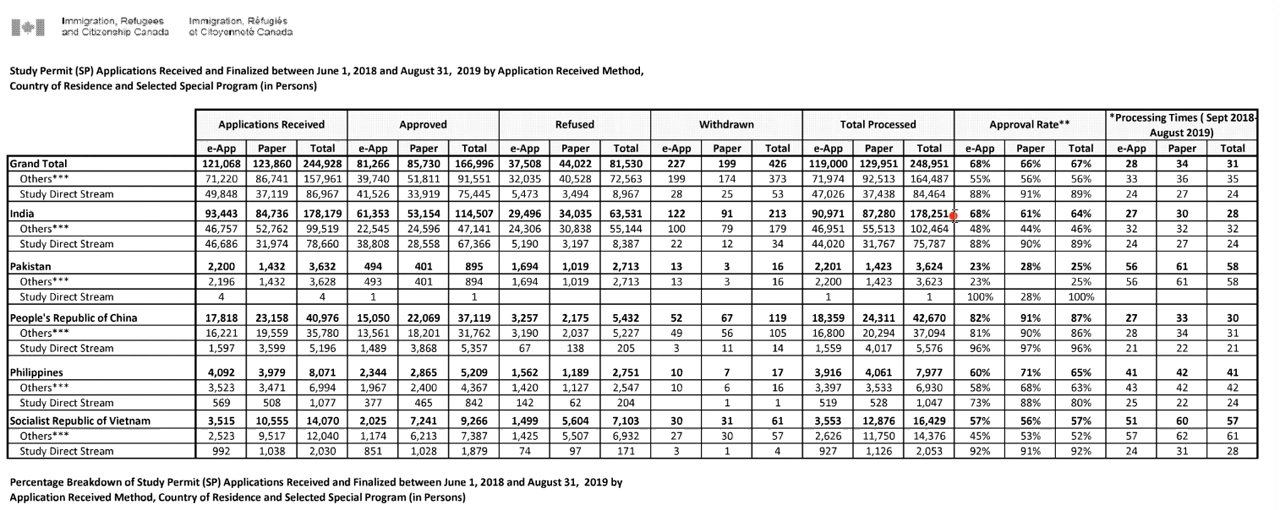 Immigration, Refugees and Citizenship Canada
Immigration, Réfugiés et Citoyenneté Canada
Study Permit (SP) Applications Received and Finalized between June 1, 2018 and August 31, 2019 by Application Received Method,
Country of Residence and Selected Special Program (in Persons)
Applications Received Approved Refused Withdrawn Total Processed Approval Rate** *Processing Times ( Sept 2018-August 2019)
e-App Paper Total e-App Paper Total e-App Paper Total e-App Paper Total e-App Paper Total e-App Paper Total e-App Paper Total
Grand Total 121,068 123,860 244,928 81,266 85,730 166,996 37,508 44,022 81,530 227 199 426 119,000 129,951 248,951 68% 66% 67% 28 34 31
Others*** 71,220 86,741 157,961 39,740 51,811 91,551 32,035 40,528 72,563 199 174 373 71,974 92,513 164,487 55% 56% 56% 33 36 35
Study Direct Stream 49,848 37,119 86,967 41,526 33,919 75,445 5,473 3,494 8,967 28 25 53 47,026 37,438 84,464 88% 91% 89% 24 27 24
India 93,443 84,736 178,179 61,353 53,154 114,507 29,496 34,035 63,531 122 91 213 90,971 87,280 178,251 68% 61% 64% 27 30 28
Others*** 46,757 52,762 99,519 22,545 24,596 47,141 24,306 30,838 55,144 100 79 179 46,951 55,513 102,464 48% 44% 46% 32 32 32
Study Direct Stream 46,686 31,974 78,660 38,808 28,558 67,366 5,190 3,197 8,387 22 12 34 44,020 31,767 75,787 88% 90% 89% 24 27 24
Pakistan 2,200 1,432 3,632 494 401 895 1,694 1,019 2,713 13 3 16 2,201 1,423 3,624 23% 28% 25% 56 61 58
Others*** 2,196 1,432 3,628 493 401 894 1,694 1,019 2,713 13 3 16 2,200 1,423 3,623 23% 25% 56 61 58
Study Direct Stream 4 4 1 1 1 1 100% 28% 100%
People's Republic of China 17,818 23,158 40,976 15,050 22,069 37,119 3,257 2,175 5,432 52 67 119 18,359 24,311 42,670 82% 91% 87% 27 33 30
Others*** 16,221 19,559 35,780 13,561 18,201 31,762 3,190 2,037 5,227 49 56 105 16,800 20,294 37,094 81% 90% 86% 28 34 31
Study Direct Stream 1,597 3,599 5,196 1,489 3,868 5,357 67 138 205 3 11 14 1,559 4,017 5,576 96% 97% 96% 21 22 21
Philippines 4,092 3,979 8,071 2,344 2,865 5,209 1,562 1,189 2,751 10 7 17 3,916 4,061 7,977 60% 71% 65% 41 42 41
Others*** 3,523 3,471 6,994 1,967 2,400 4,367 1,420 1,127 2,547 10 6 16 3,397 3,533 6,930 58% 68% 63% 43 42 42
Study Direct Stream 569 508 1,077 377 465 842 142 62 204 1 1 519 528 1,047 73% 88% 80% 25 22 24
Socialist Republic of Vietnam 3,515 10,555 14,070 2,025 7,241 9,266 1,499 5,604 7,103 30 31 61 3,553 12,876 16,429 57% 56% 57% 51 60 57
Others*** 2,523 9,517 12,040 1,174 6,213 7,387 1,425 5,507 6,932 27 30 57 2,626 11,750 14,376 45% 53% 52% 57 62 61
Study Direct Stream 992 1,038 2,030 851 1,028 1,879 74 97 171 3 1 4 927 1,126 2,053 92% 91% 92% 24 31 28
Percentage Breakdown of Study Permit (SP) Applications Received and Finalized between June 1, 2018 and August 31, 2019 by
Application Received Method, Country of Residence and Selected Special Program (in Persons)